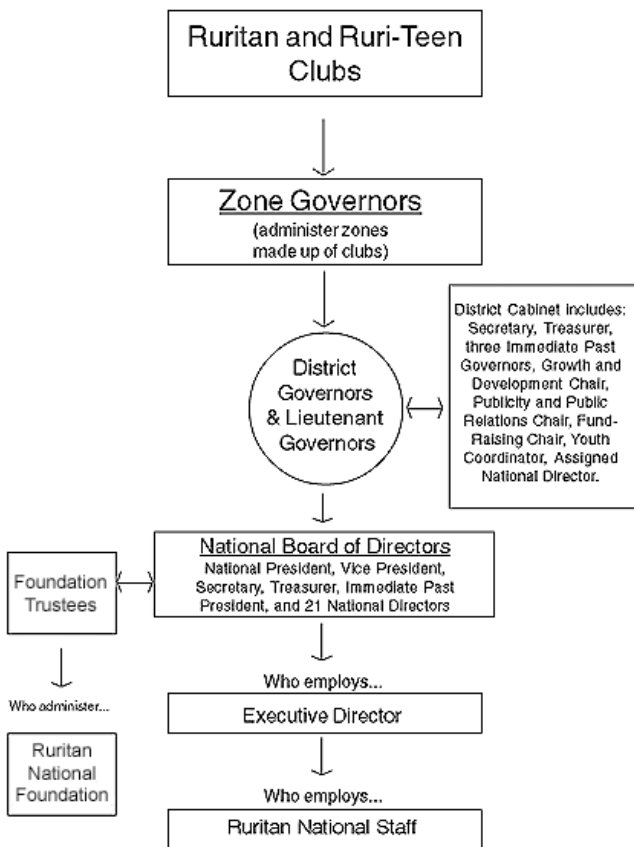 Ruritan and Ruri-Teen
Clubs
Zone Governors
(administer zones
made up of clubs)
District
Governors
& Lieutenant
Governors
District Cabinet includes:
Secretary, Treasurer,
three Immediate Past
Governors, Growth and
Development Chair,
Publicity and Public
Relations Chair, Fund-
Raising Chair, Youth
Coordinator, Assigned
National Director.
National Board of Directors
National President, Vice President,
Secretary, Treasurer, Immediate Past
President, and 21 National Directors
Foundation
Trustees
Who administer...
Ruritan
National
Foundation
Who employs...
Executive Director
Who employs...
Ruritan National Staff